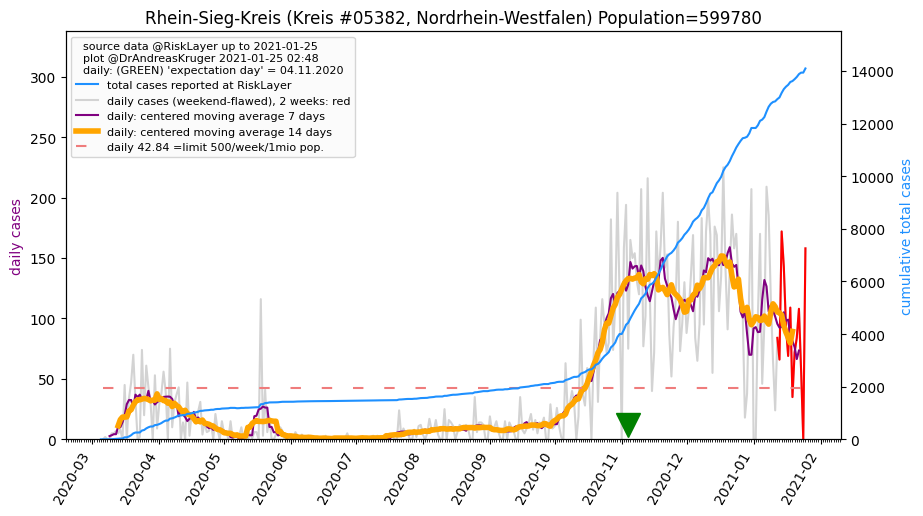 Rhein-Sieg-Kreis (Kreis #05382, Nordrhein-Westfalen) Population=599780
source data @RiskLayer up to 2021-01-25
plot @DrAndreasKruger 2021-01-25 02:48
daily: (GREEN) 'expectation day' = 04.11.2020
total cases reported at RiskLayer
daily cases (weekend-flawed), 2 weeks: red
daily: centered moving average 7 days
daily: centered moving average 14 days
daily 42.84 =limit 500/week/1mio pop.
daily cases
300
250
200
150
100
50
0
cumulative total cases
14000
12000
10000
8000
6000
4000
2000
0
2020-03
2020-04
2020-05
2020-06
2020-07
2020-08
2020-09
2020-10
2020-11
2020-12
2021-01
2021-02